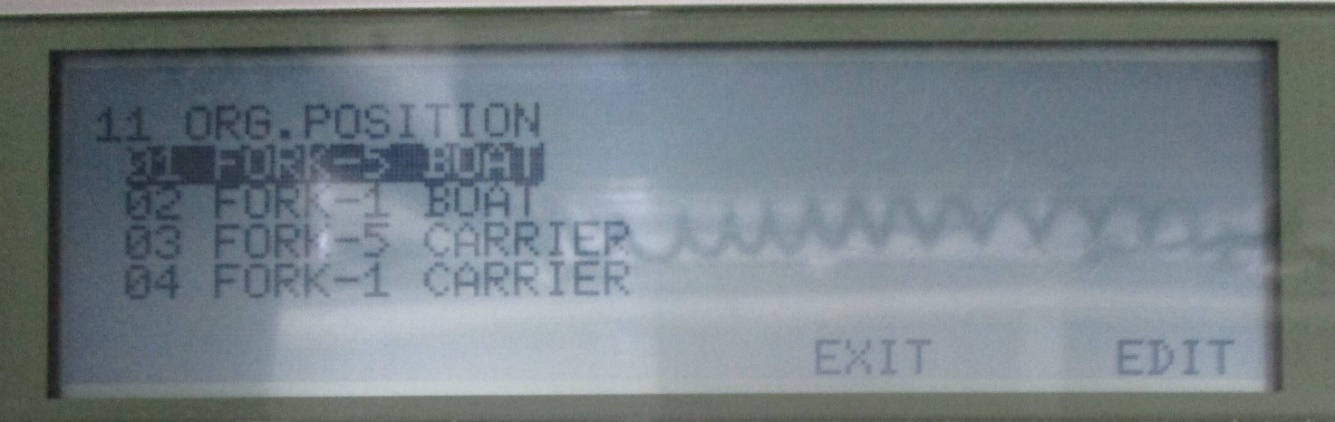 11 ORG.POSITION
01 FORK-5 BOAT
02 FORK-1 BOAT
03 FORK-5 CARRIER
04 FORK-1 CARRIER
EXIT EDIT